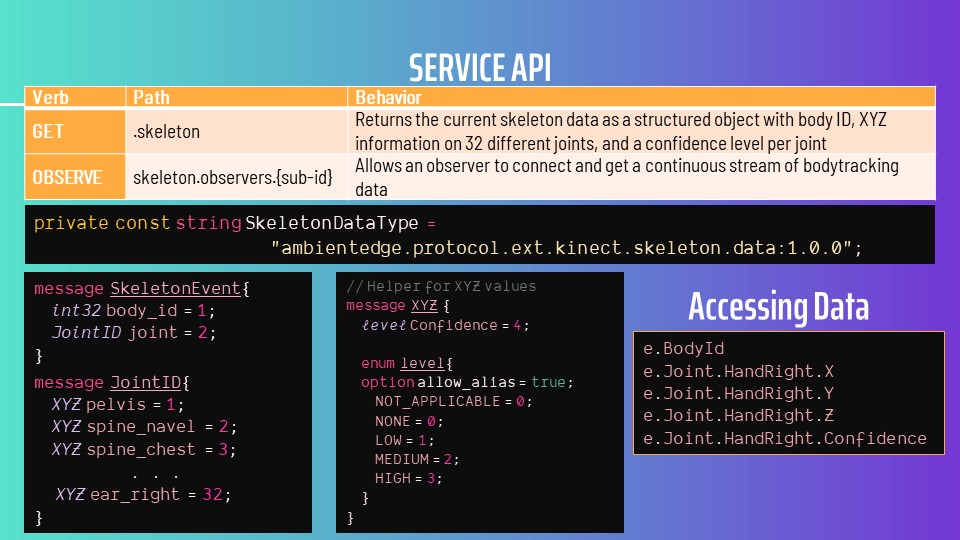 SERVICE API
Verb Path Behavior
GET .skeleton Returns the current skeleton data as a structured object with body ID, XYZ
information on 32 different joints, and a confidence level per joint
OBSERVE skeleton.observers.{sub-id} Allows an observer to connect and get a continuous stream of bodytracking
data
private const string SkeletonDataType =
"ambientedge.protocol.ext.kinect.skeleton.data:1.0.0";
message SkeletonEvent{
int32 body_id = 1;
JointID joint = 2;
}
message JointID{
XYZ pelvis = 1;
XYZ spine_navel = 2;
XYZ spine_chest = 3;
. . .
XYZ ear_right = 32;
}
// Helper for XYZ values
message XYZ {
level Confidence = 4;
enum level{
option allow_alias = true;
NOT_APPLICABLE = 0;
NONE = 0;
LOW = 1;
MEDIUM = 2;
HIGH = 3;
}
}
Accessing Data
e.BodyId
e.Joint.HandRight.X
e.Joint.HandRight.Y
e.Joint.HandRight.Z
e.Joint.HandRight.Confidence